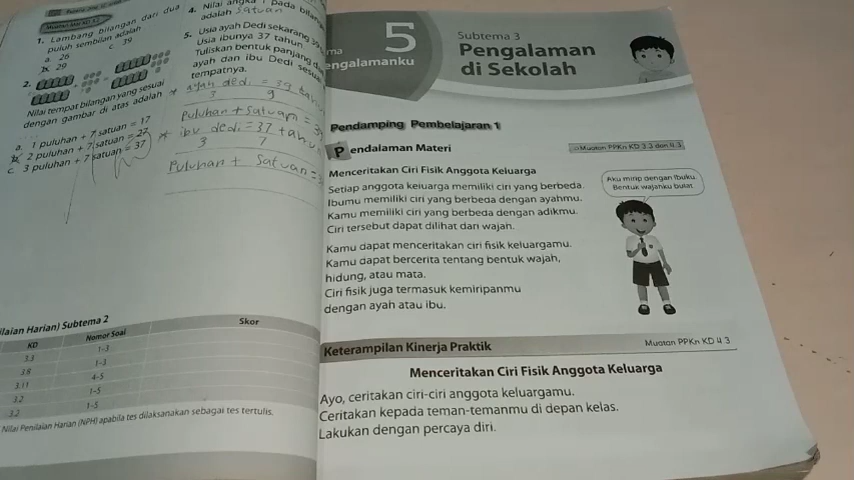 1. Lambang bilangan dari dua
puluh sembilan adalah
a. 26
c. 39
b. 29
2.
Nilai tempat bilangan yang sesuai
dengan gambar di atas adalah
a. 1 puluhan + 7 satuan = 17
b. 2 puluhan + 7 satuan = 27
c. 3 puluhan + 7 satuan = 37
4. Nilai angka 1 pada
adalah satuan
5. Usia ayah Dedi sekarang 39
Usia ibunya 37 tahun.
Tuliskan bentuk panjang
ayah dan ibu Dedi sesuai
tempatnya.
* ayah dedi = 39
3 9
Puluhan + satuan =
* ibu dedi = 37
3 7
Puluhan + Satuan =
Harian) Subtema 2
KD Nomor Soal Skor
3.3 1-3
3.8 1-3
3.11 4-5
3.2 1-5
3.2 1-5
Nilai Penilaian Harian (NPH) apabila tes dilaksanakan sebagai tes tertulis.
5
Subtema 3
Pengalaman
di Sekolah
Pendamping Pembelajaran 1
Pendalaman Materi
Muatan PPKn KD 3.3 dan 4.3
Menceritakan Ciri Fisik Anggota Keluarga
Setiap anggota keluarga memiliki ciri yang berbeda.
Ibumu memiliki ciri yang berbeda dengan ayahmu.
Kamu memiliki ciri yang berbeda dengan adikmu.
Ciri tersebut dapat dilihat dari wajah.
Kamu dapat menceritakan ciri fisik keluargamu.
Kamu dapat bercerita tentang bentuk wajah,
hidung, atau mata.
Ciri fisik juga termasuk kemiripanmu
dengan ayah atau ibu.
Aku mirip dengan Ibuku.
Bentuk wajahku bulat.
Keterampilan Kinerja Praktik
Muatan PPKn KD 4.3
Menceritakan Ciri Fisik Anggota Keluarga
Ayo, ceritakan ciri-ciri anggota keluargamu.
Ceritakan kepada teman-temanmu di depan kelas.
Lakukan dengan percaya diri.